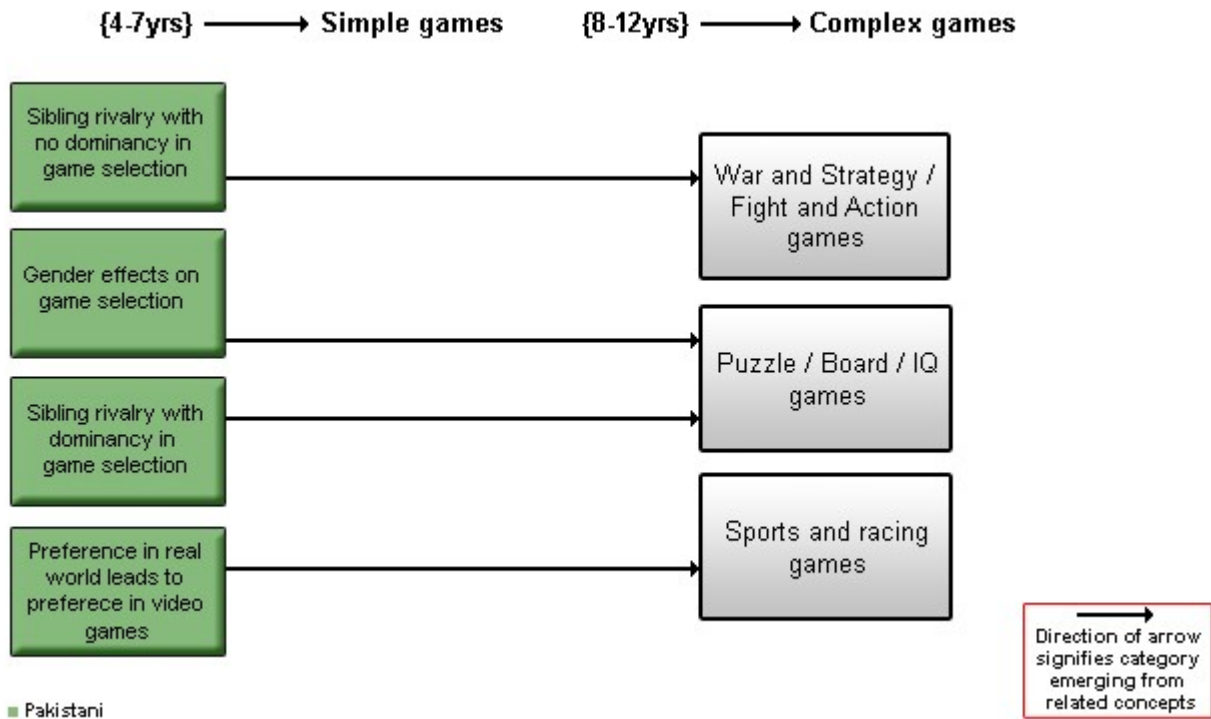 {4-7yrs} Simple games {8-12yrs} Complex games
Sibling rivalry with
no dominancy in
game selection
War and Strategy /
Fight and Action
games
Gender effects on
game selection
Puzzle / Board / IQ
games
Sibling rivalry with
dominancy in
game selection
Preference in real
world leads to
preferece in video
games
Sports and racing
games
Direction of arrow
signifies category
emerging from
related concepts
Pakistani